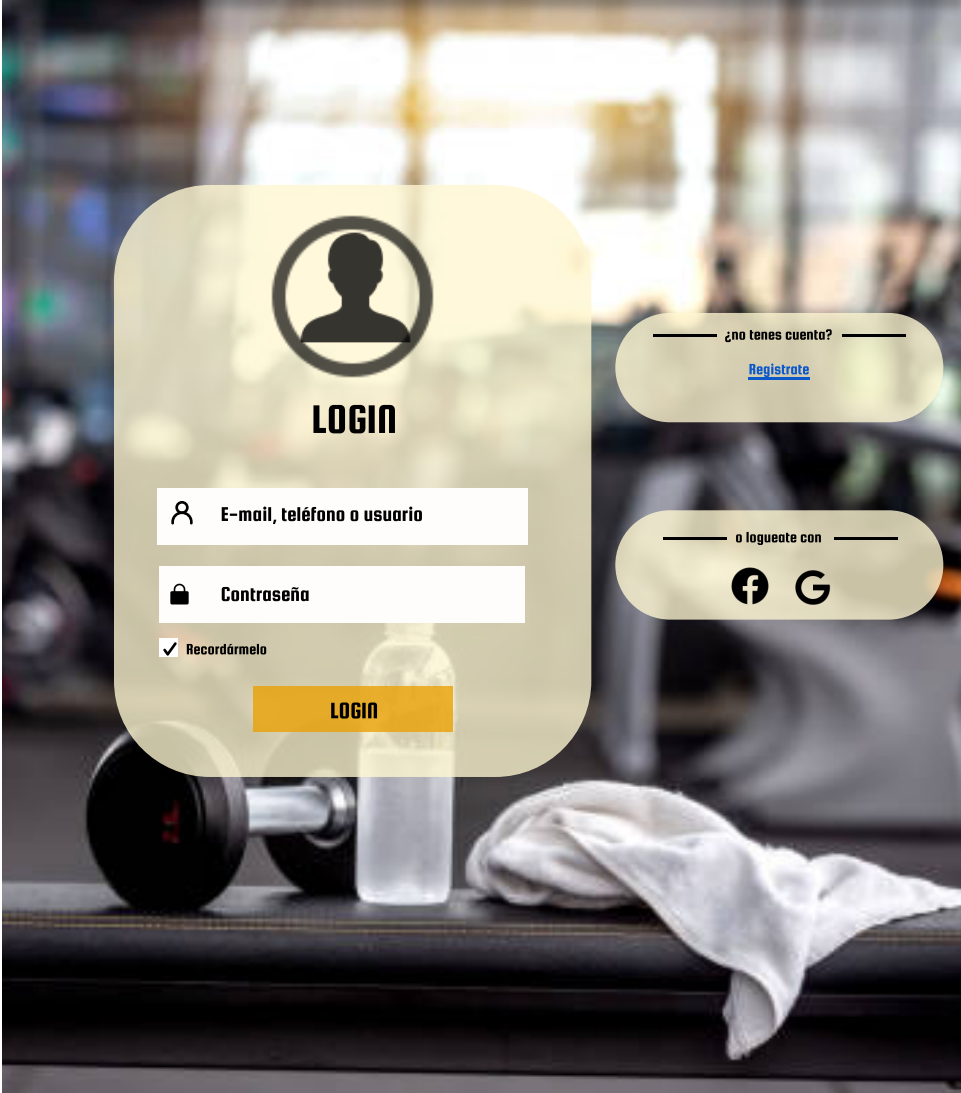 LOGIN
E-mail, teléfono o usuario
Contraseña
Recordármelo
LOGIN
¿no tenes cuenta?
Registrate
o logueate con